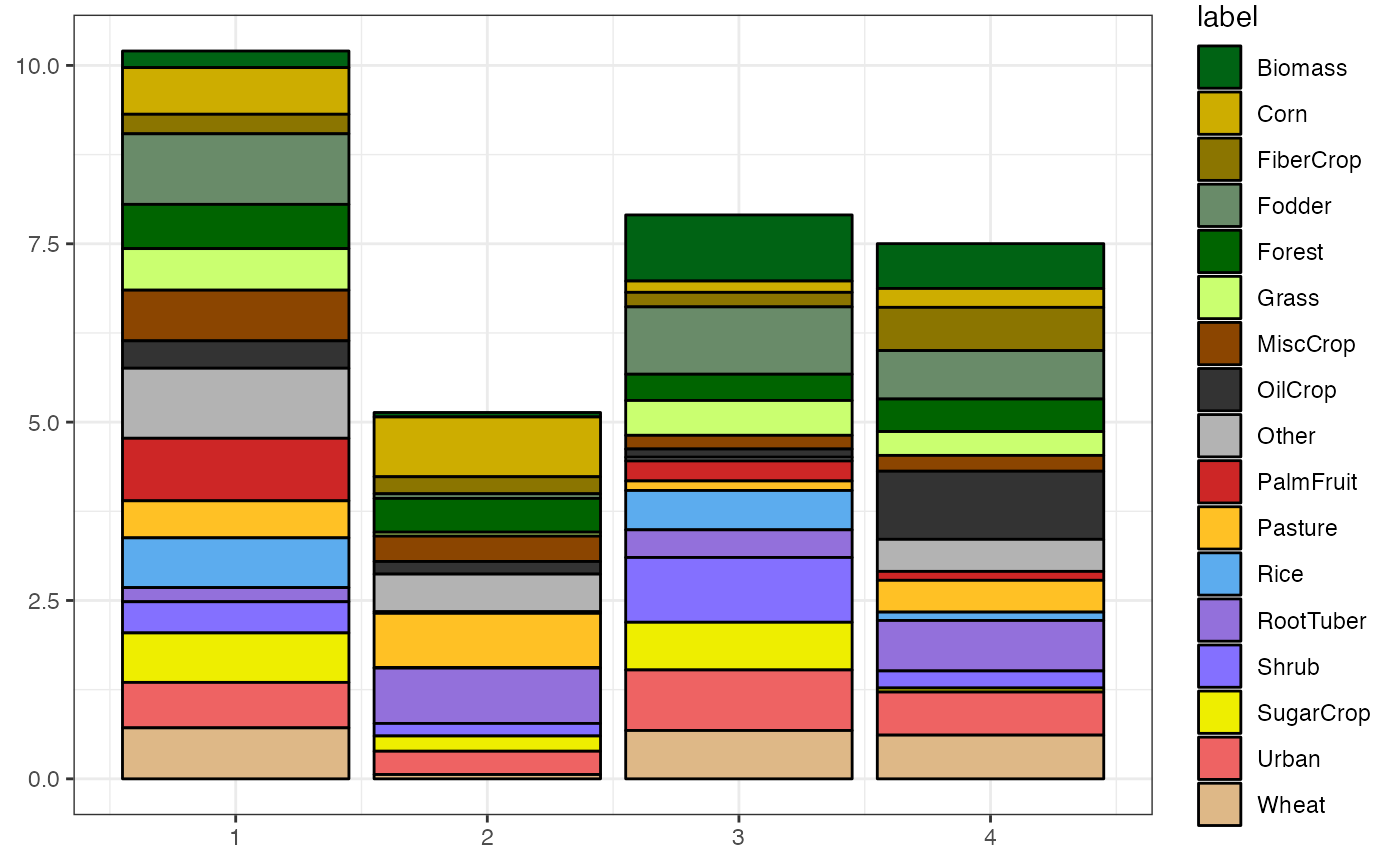 label
10.0
7.5
5.0
2.5
0.0
1 2 3 4
Biomass
Corn
FiberCrop
Fodder
Forest
Grass
MiscCrop
OilCrop
Other
PalmFruit
Pasture
Rice
RootTuber
Shrub
SugarCrop
Urban
Wheat